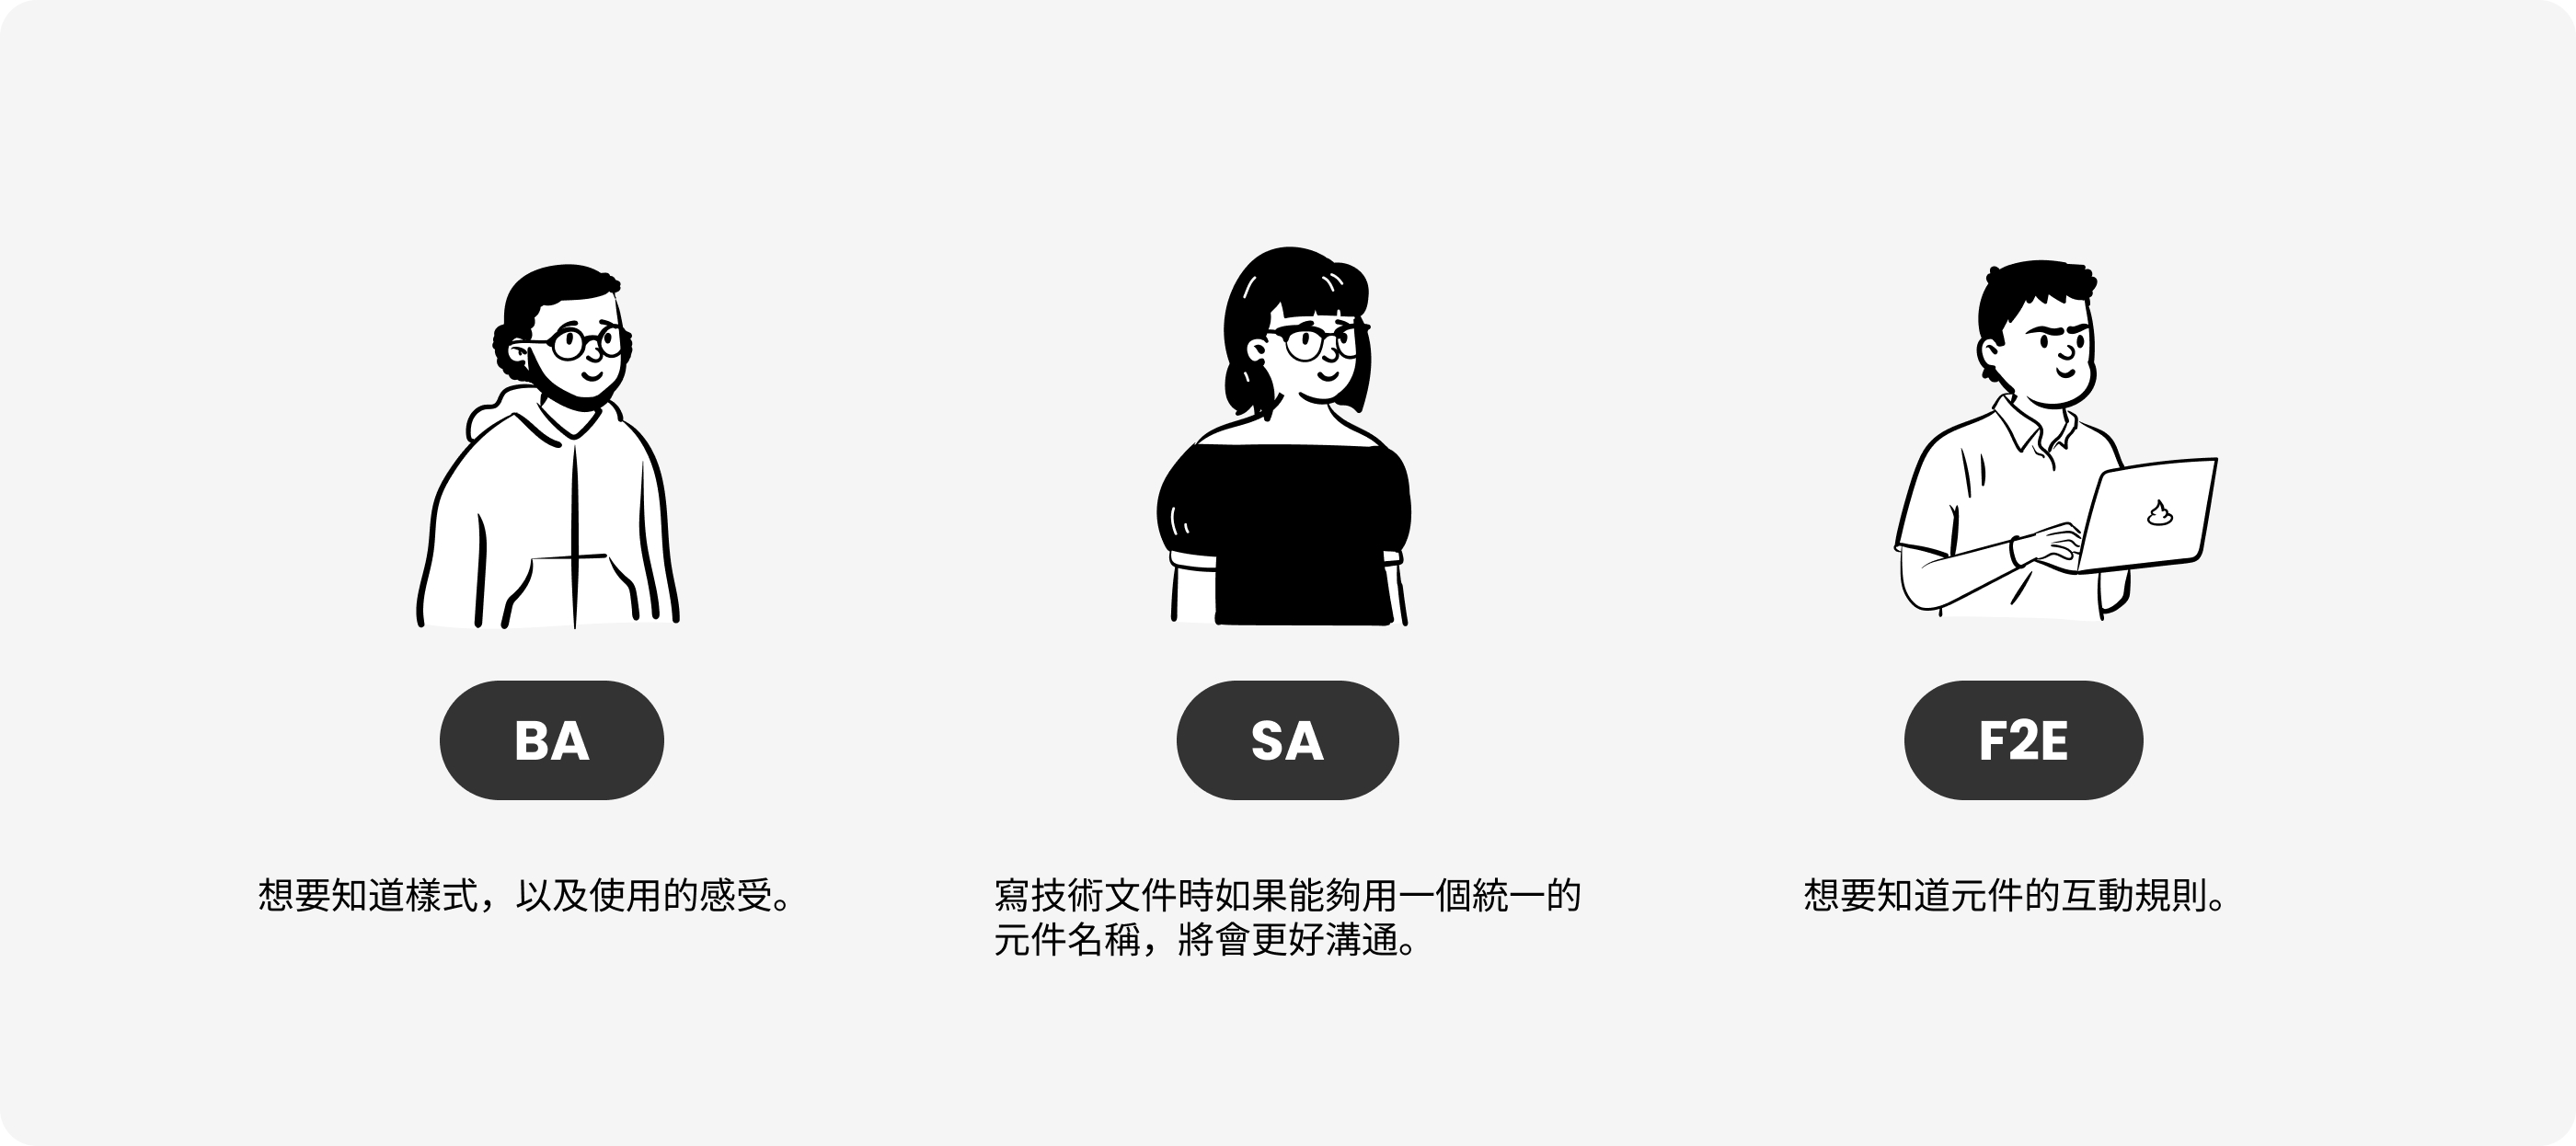 BA
想要知道樣式，以及使用的感受。
SA
寫技術文件時如果能夠用一個統一的
元件名稱，將會更好溝通。
F2E
想要知道元件的互動規則。